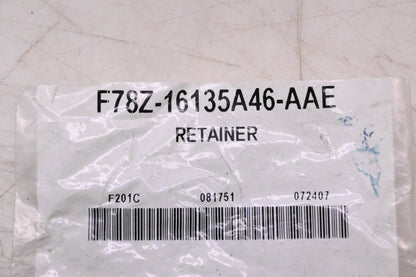 F78Z-16135A46-AAE
RETAINER
F201C 081751 072407